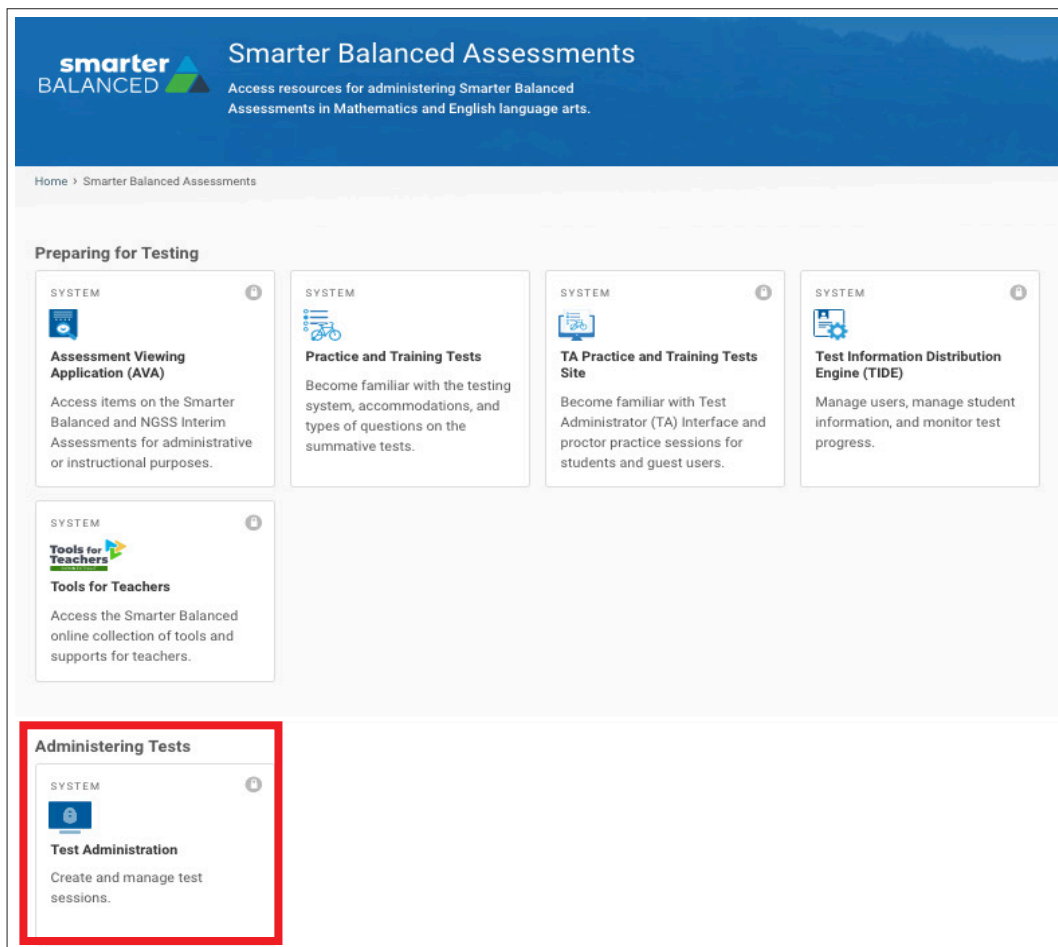 smarter
BALANCED
Smarter Balanced Assessments
Access resources for administering Smarter Balanced
Assessments in Mathematics and English language arts.
Home › Smarter Balanced Assessments
Preparing for Testing
SYSTEM
Assessment Viewing
Application (AVA)
Access items on the Smarter
Balanced and NGSS Interim
Assessments for administrative
or instructional purposes.
SYSTEM
Practice and Training Tests
Become familiar with the testing
system, accommodations, and
types of questions on the
summative tests.
SYSTEM
TA Practice and Training Tests
Site
Become familiar with Test
Administrator (TA) Interface and
proctor practice sessions for
students and guest users.
SYSTEM
Test Information Distribution
Engine (TIDE)
Manage users, manage student
information, and monitor test
progress.
SYSTEM
Tools for
Teachers
Tools for Teachers
Access the Smarter Balanced
online collection of tools and
supports for teachers.
Administering Tests
SYSTEM
Test Administration
Create and manage test
sessions.